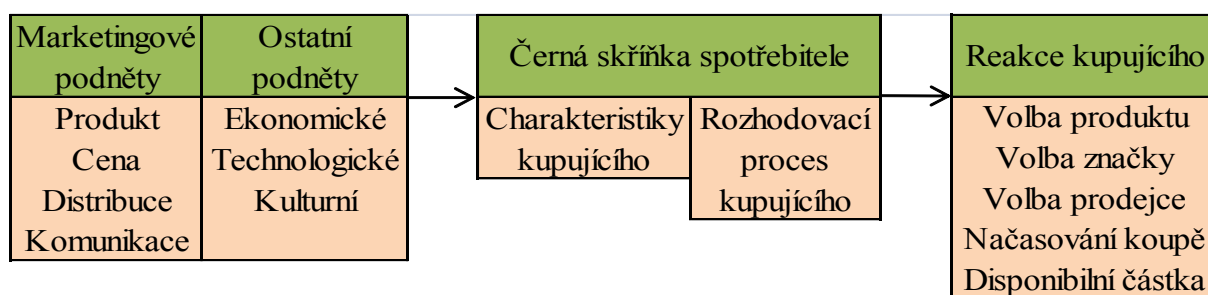 Marketingové
podněty
Ostatní
podněty
Černá skříňka spotřebitele
Reakce kupujícího
Produkt
Cena
Distribuce
Komunikace
Ekonomické
Technologické
Kulturní
Charakteristiky
kupujícího
Rozhodovací
proces
kupujícího
Volba produktu
Volba značky
Volba prodejce
Načasování koupě
Disponibilní částka